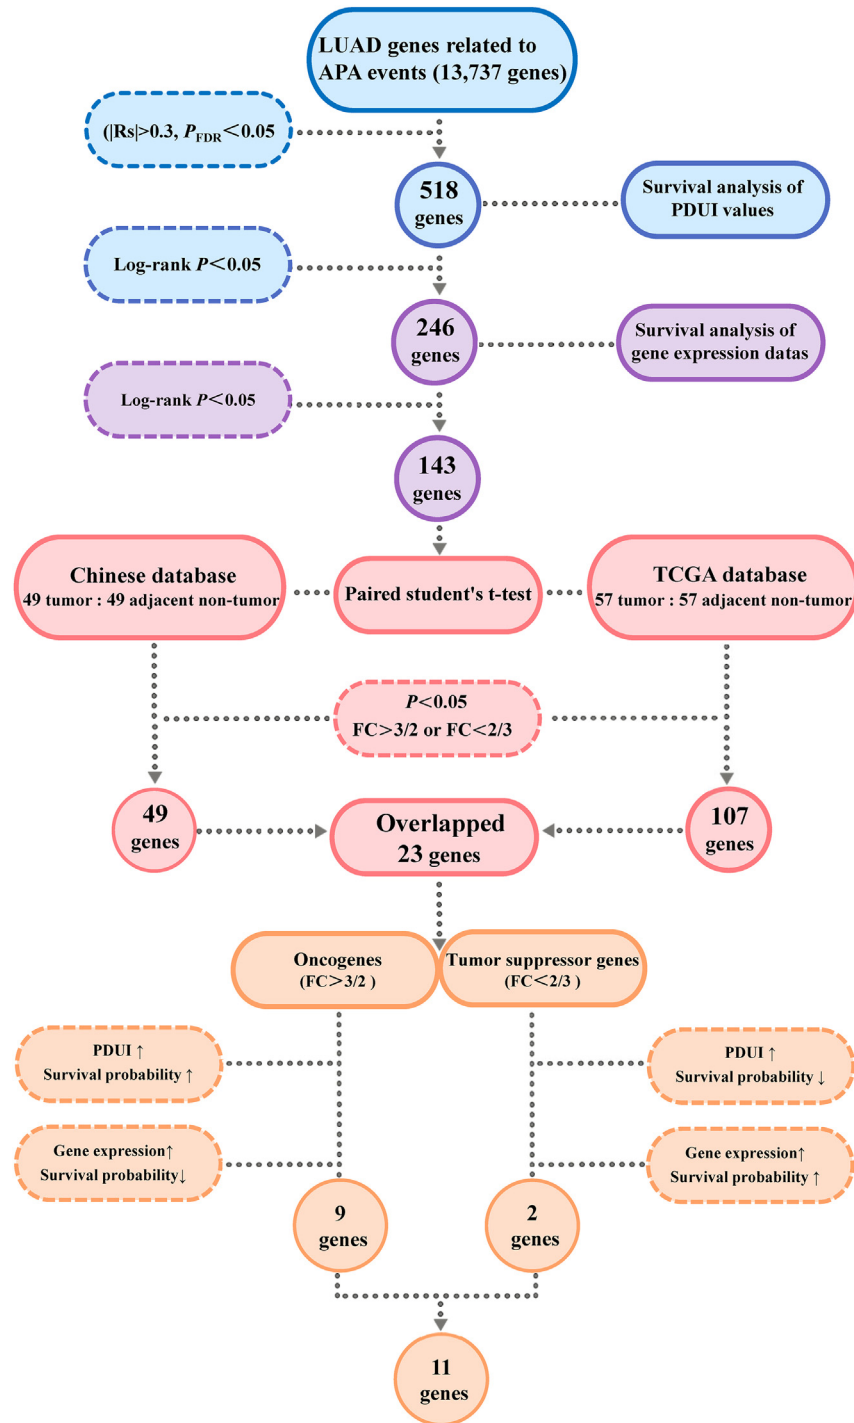 LUAD genes related to
APA events (13,737 genes)
(|Rs|>0.3, PFDR<0.05
518
genes
Survival analysis of
PDUI values
Log-rank P<0.05
246
genes
Survival analysis of
gene expression datas
Log-rank P<0.05
143
genes
Chinese database
49 tumor : 49 adjacent non-tumor
Paired student's t-test
TCGA database
57 tumor : 57 adjacent non-tumor
P<0.05
FC>3/2 or FC<2/3
49
genes
Overlapped
23 genes
107
genes
Oncogenes
(FC>3/2 )
Tumor suppressor genes
(FC<2/3 )
PDUI ↑
Survival probability ↑
PDUI ↑
Survival probability ↓
Gene expression↑
Survival probability↓
Gene expression↑
Survival probability ↑
9
genes
2
genes
11
genes